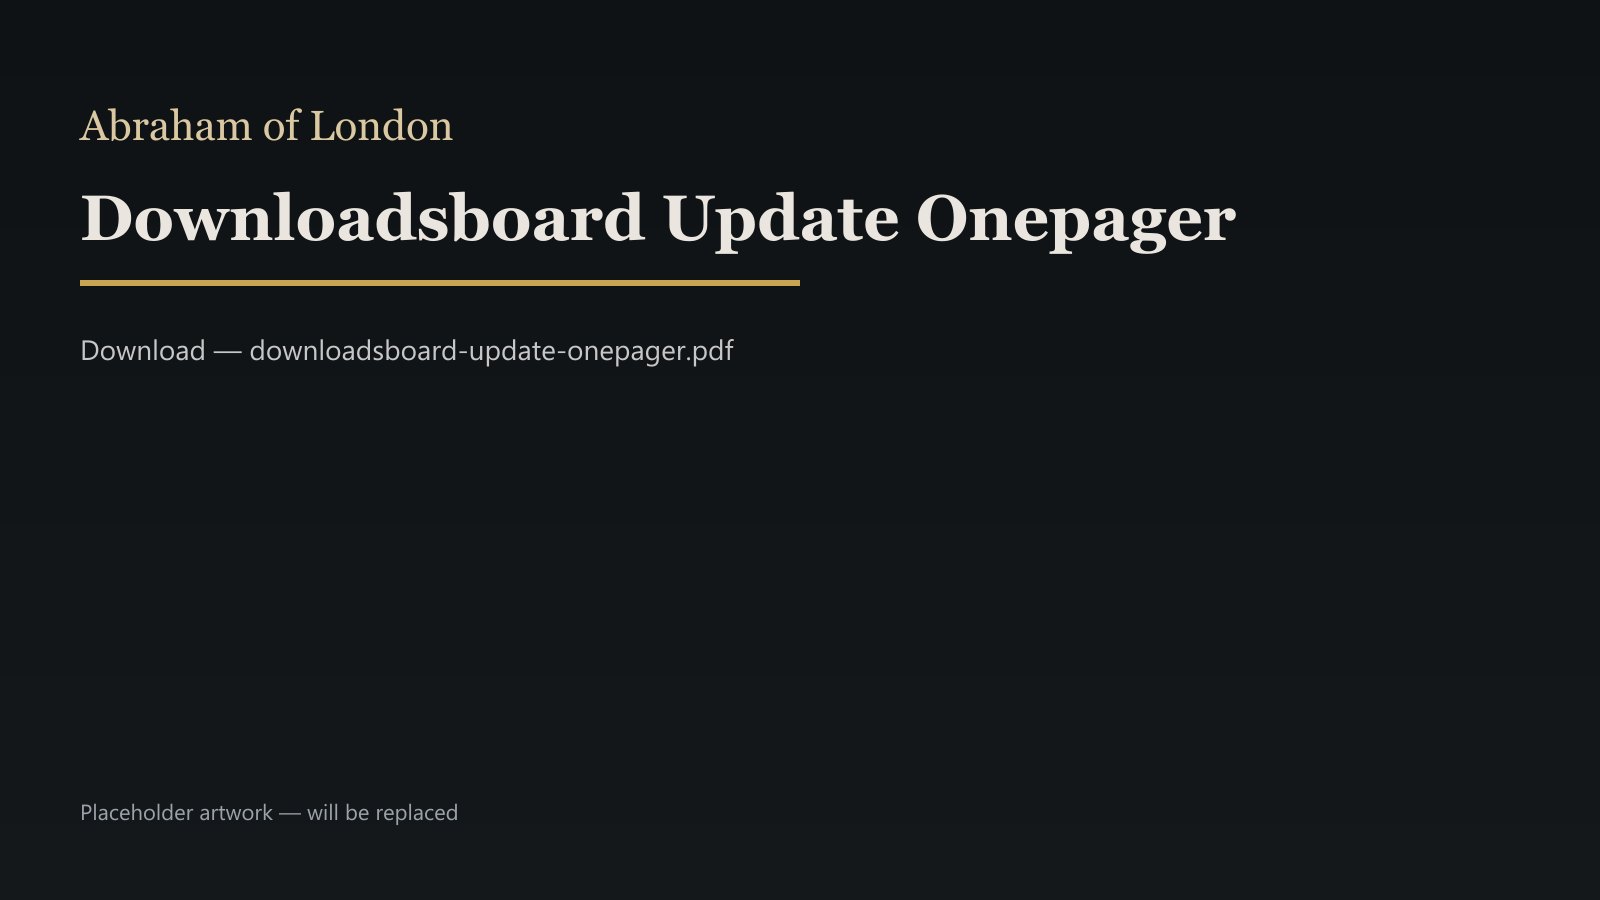 Abraham of London
Downloadsboard Update Onepager
Download — downloadsboard-update-onepager.pdf
Placeholder artwork — will be replaced